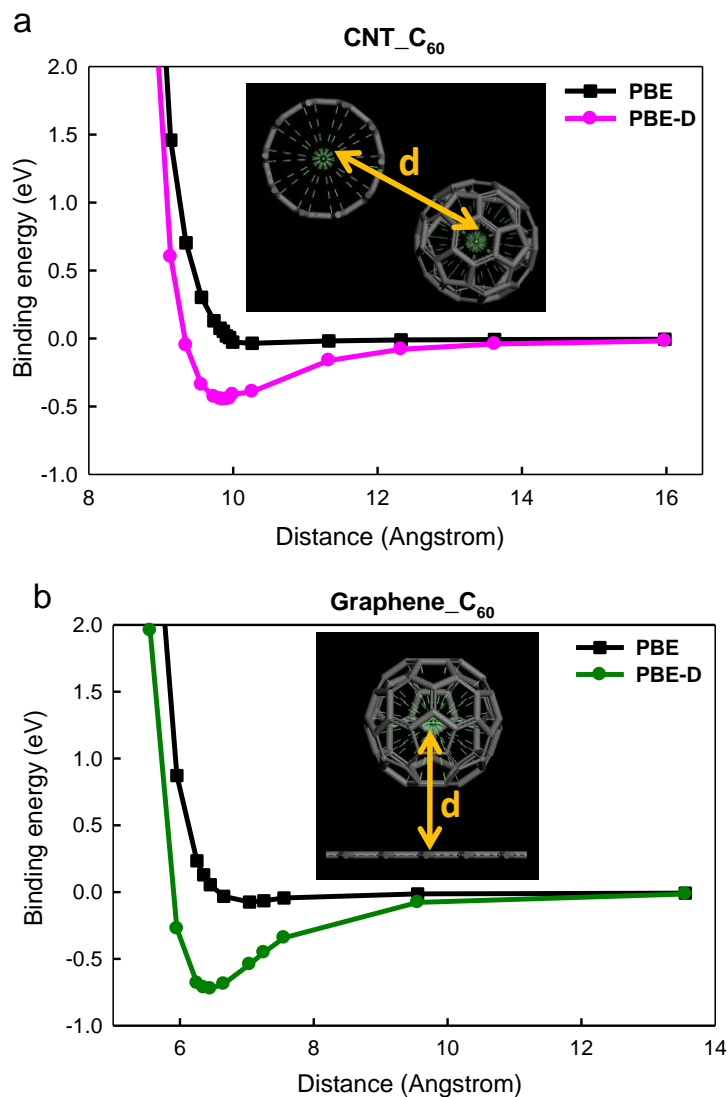 a
CNT_C60
2.0
1.5
1.0
0.5
0.0
-0.5
-1.0
Binding energy (eV)
PBE
PBE-D
d
8
10
12
14
16
Distance (Angstrom)
b
Graphene_C60
2.0
1.5
1.0
0.5
0.0
-0.5
-1.0
Binding energy (eV)
PBE
PBE-D
d
6
8
10
12
14
Distance (Angstrom)